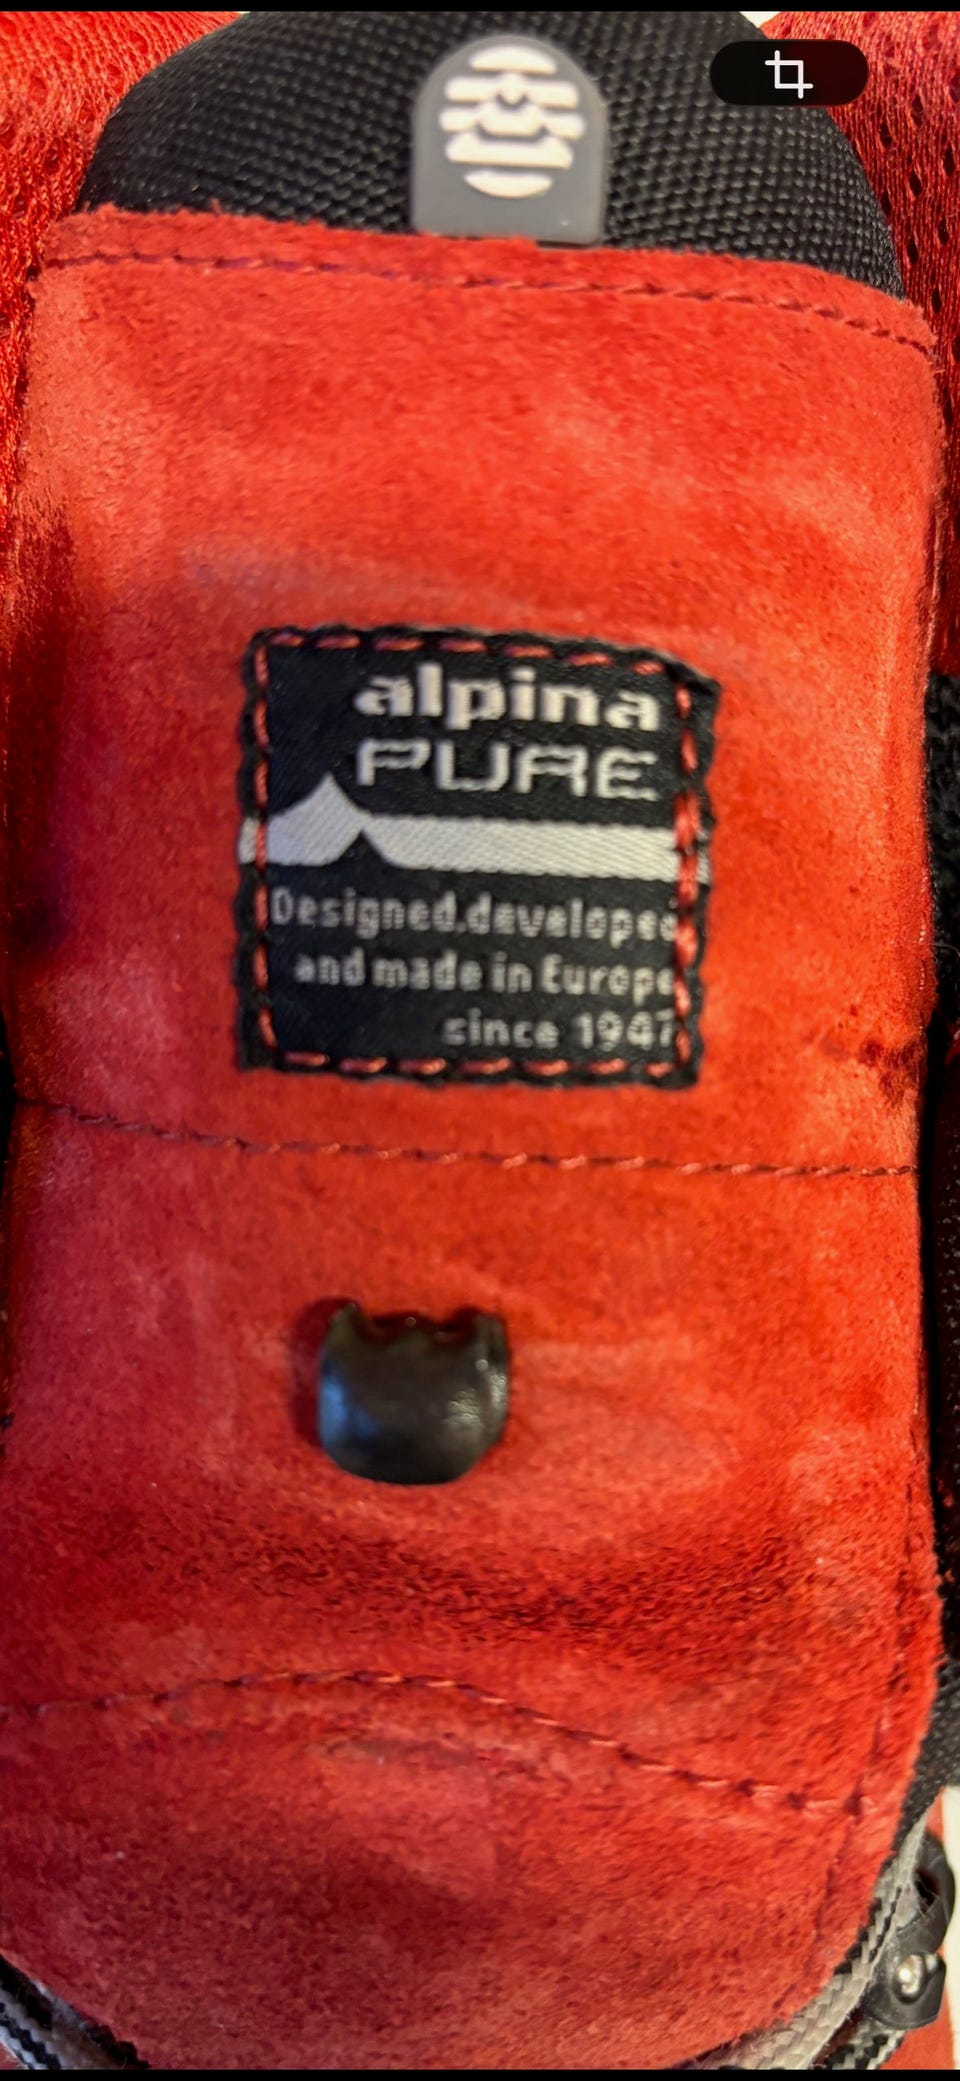 alpina
PURE
Designed,developed
and made in Europe
since 1947